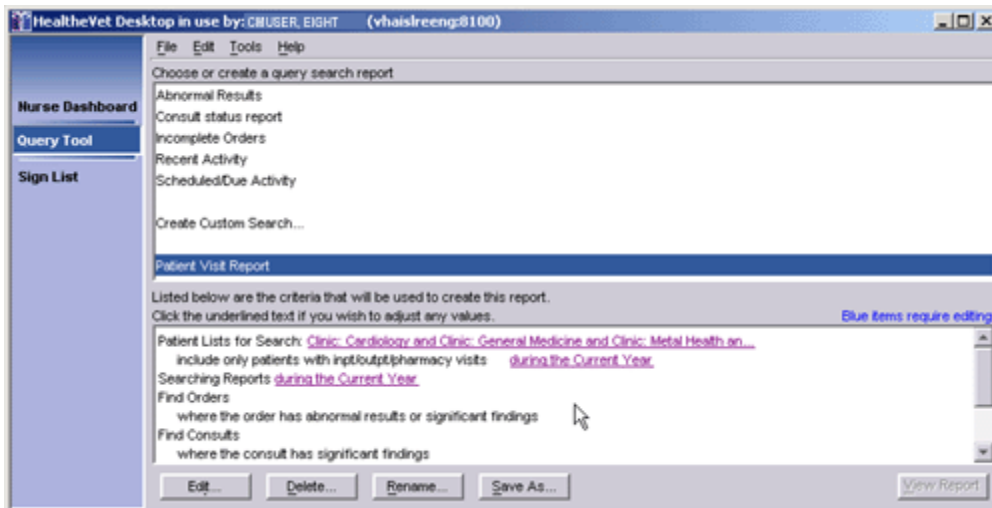 HealtheVet Desktop in use by: CMUSER, EIGHT (vhaislreeng:8100)
File Edit Tools Help
Choose or create a query search report
Abnormal Results
Nurse Dashboard
Consult status report
Query Tool
Incomplete Orders
Recent Activity
Sign List
Scheduled/Due Activity
Create Custom Search...
Patient Visit Report
Listed below are the criteria that will be used to create this report.
Click the underlined text if you wish to adjust any values. Blue items require editing
Patient Lists for Search: Clinic: Cardiology and Clinic: General Medicine and Clinic: Metal Health an...
include only patients with inpt/outpt/pharmacy visits during the Current Year
Searching Reports during the Current Year
Find Orders
where the order has abnormal results or significant findings
Find Consults
where the consult has significant findings
Edit... Delete... Rename... Save As... View Report